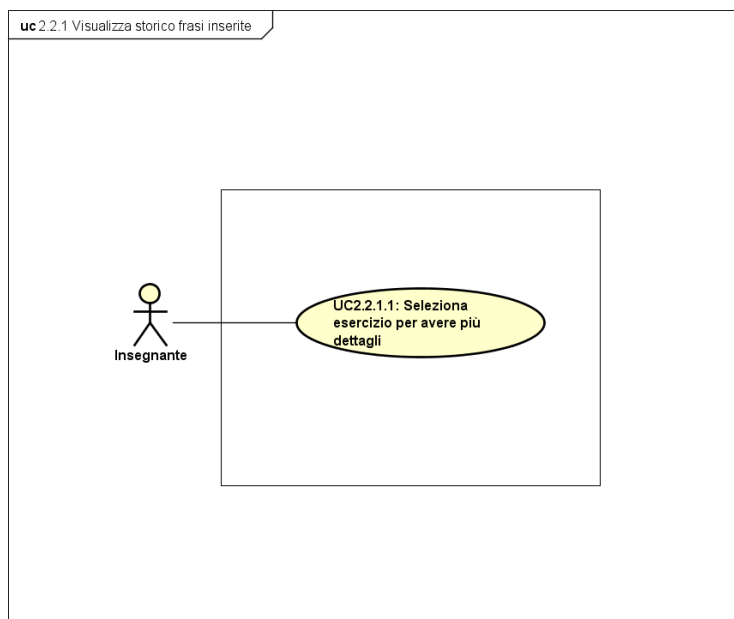 uc 2.2.1 Visualizza storico frasi inserite
UC2.2.1.1: Seleziona
esercizio per avere più
dettagli
Insegnante